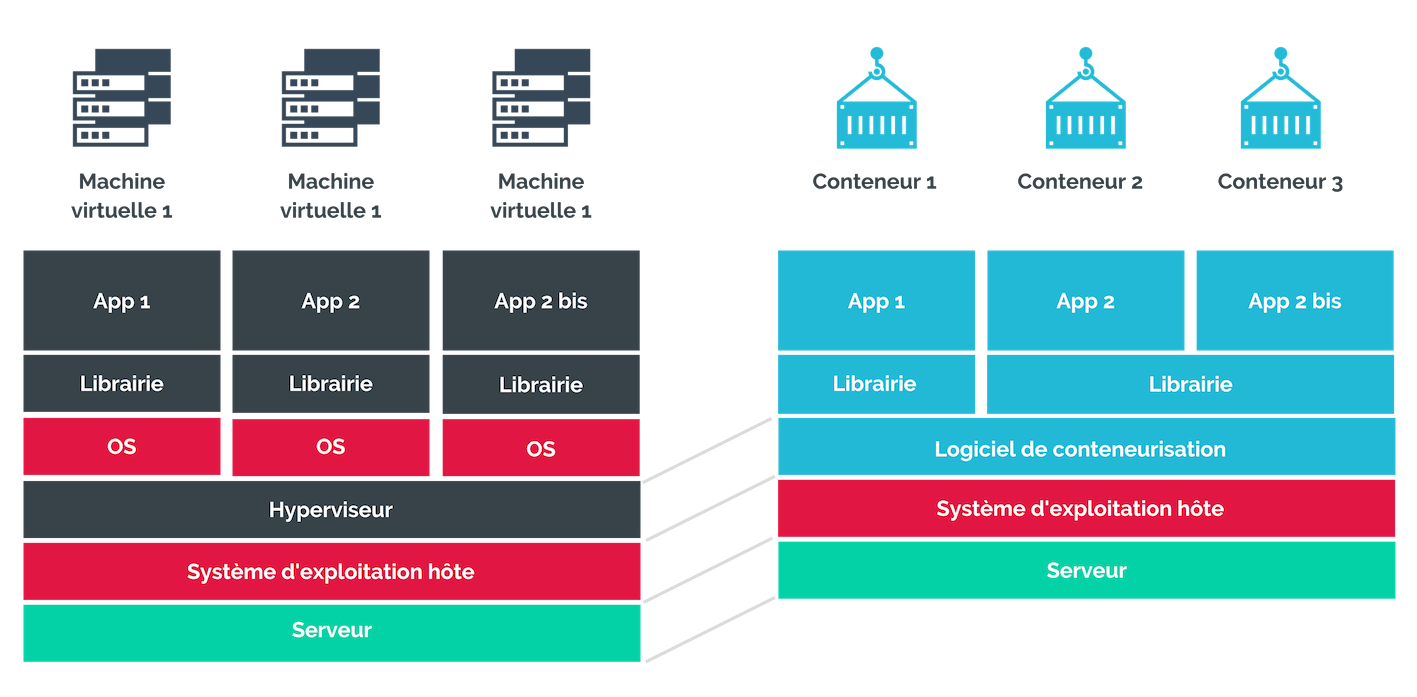 Machine
virtuelle 1
Machine
virtuelle 1
Machine
virtuelle 1
App 1
App 2
App 2 bis
Librairie
Librairie
Librairie
OS
OS
OS
Hyperviseur
Système d'exploitation hôte
Serveur
Conteneur 1
Conteneur 2
Conteneur 3
App 1
App 2
App 2 bis
Librairie
Librairie
Logiciel de conteneurisation
Système d'exploitation hôte
Serveur